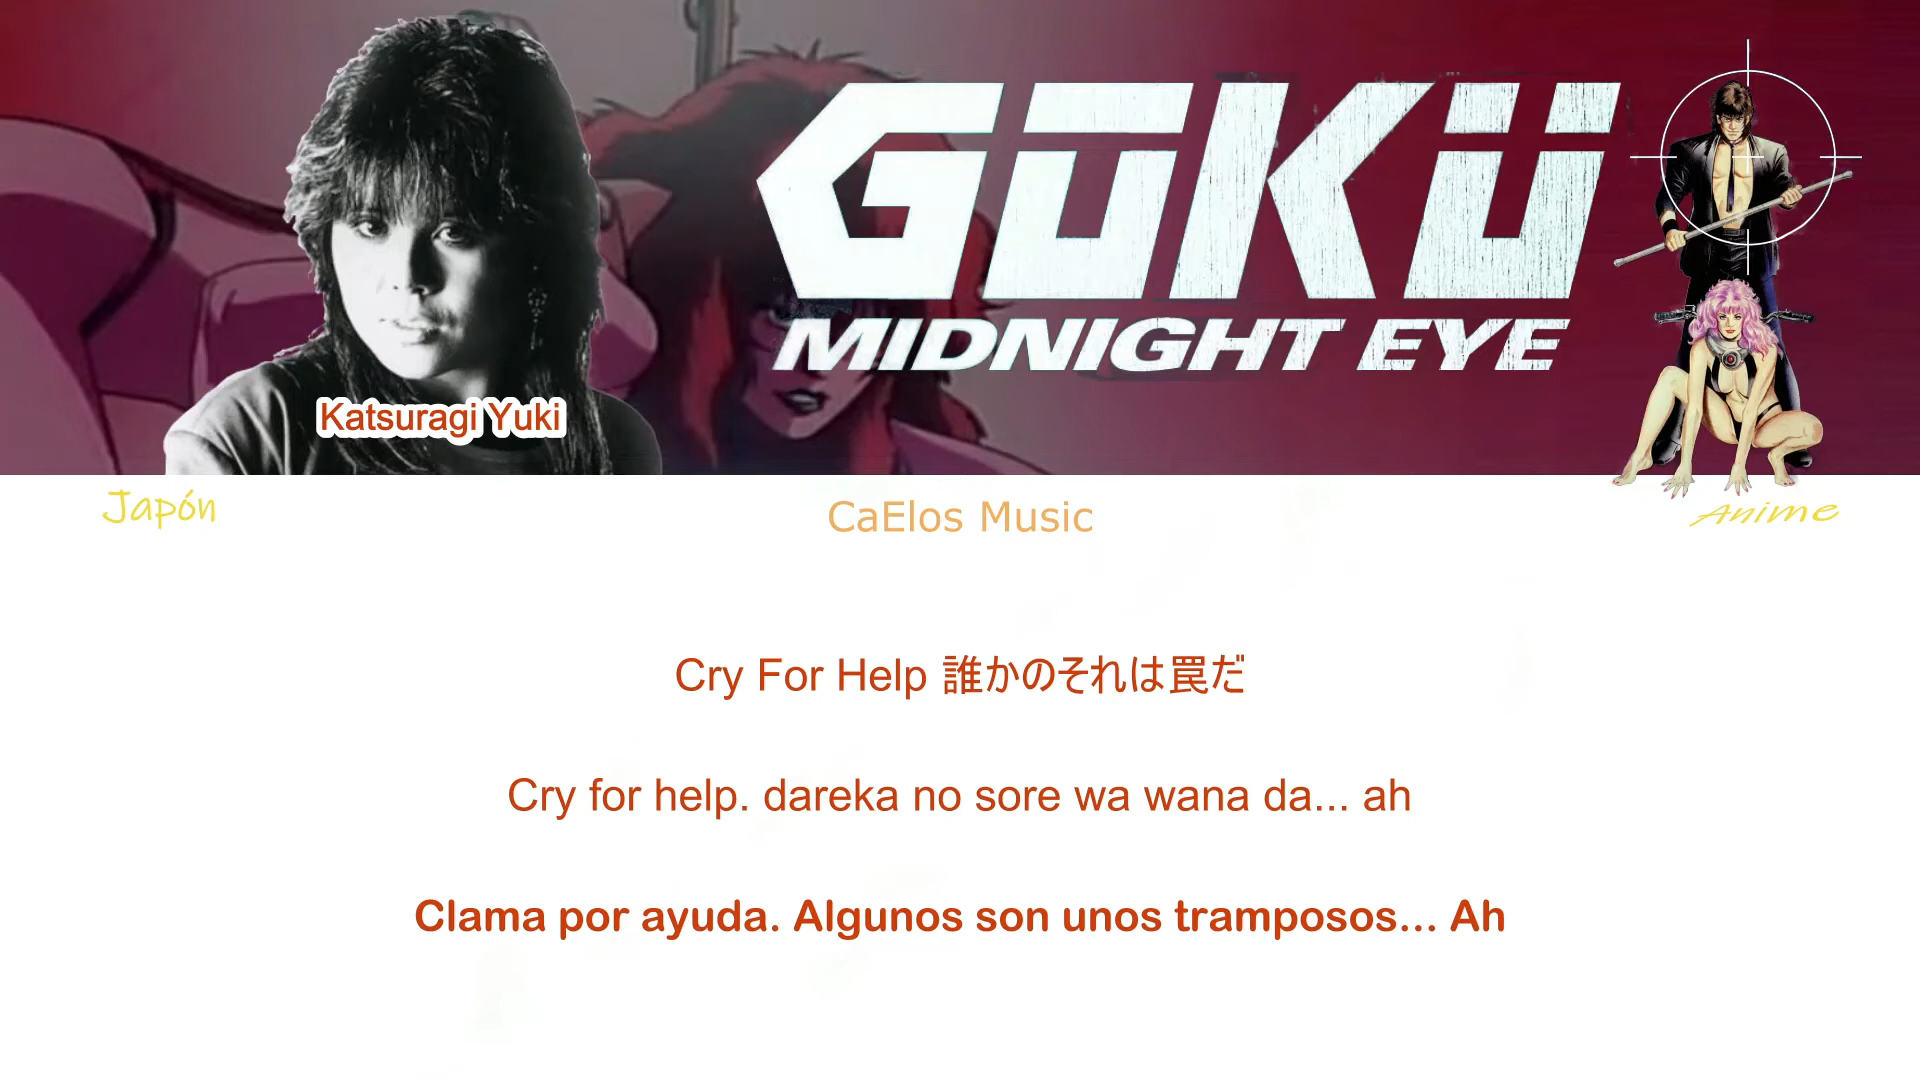 GOKŪ
MIDNIGHT EYE
Katsuragi Yuki
Japón
CaElos Music
Anime
Cry For Help 誰かのそれは罠だ
Cry for help. dareka no sore wa wana da... ah
Clama por ayuda. Algunos son unos tramposos... Ah